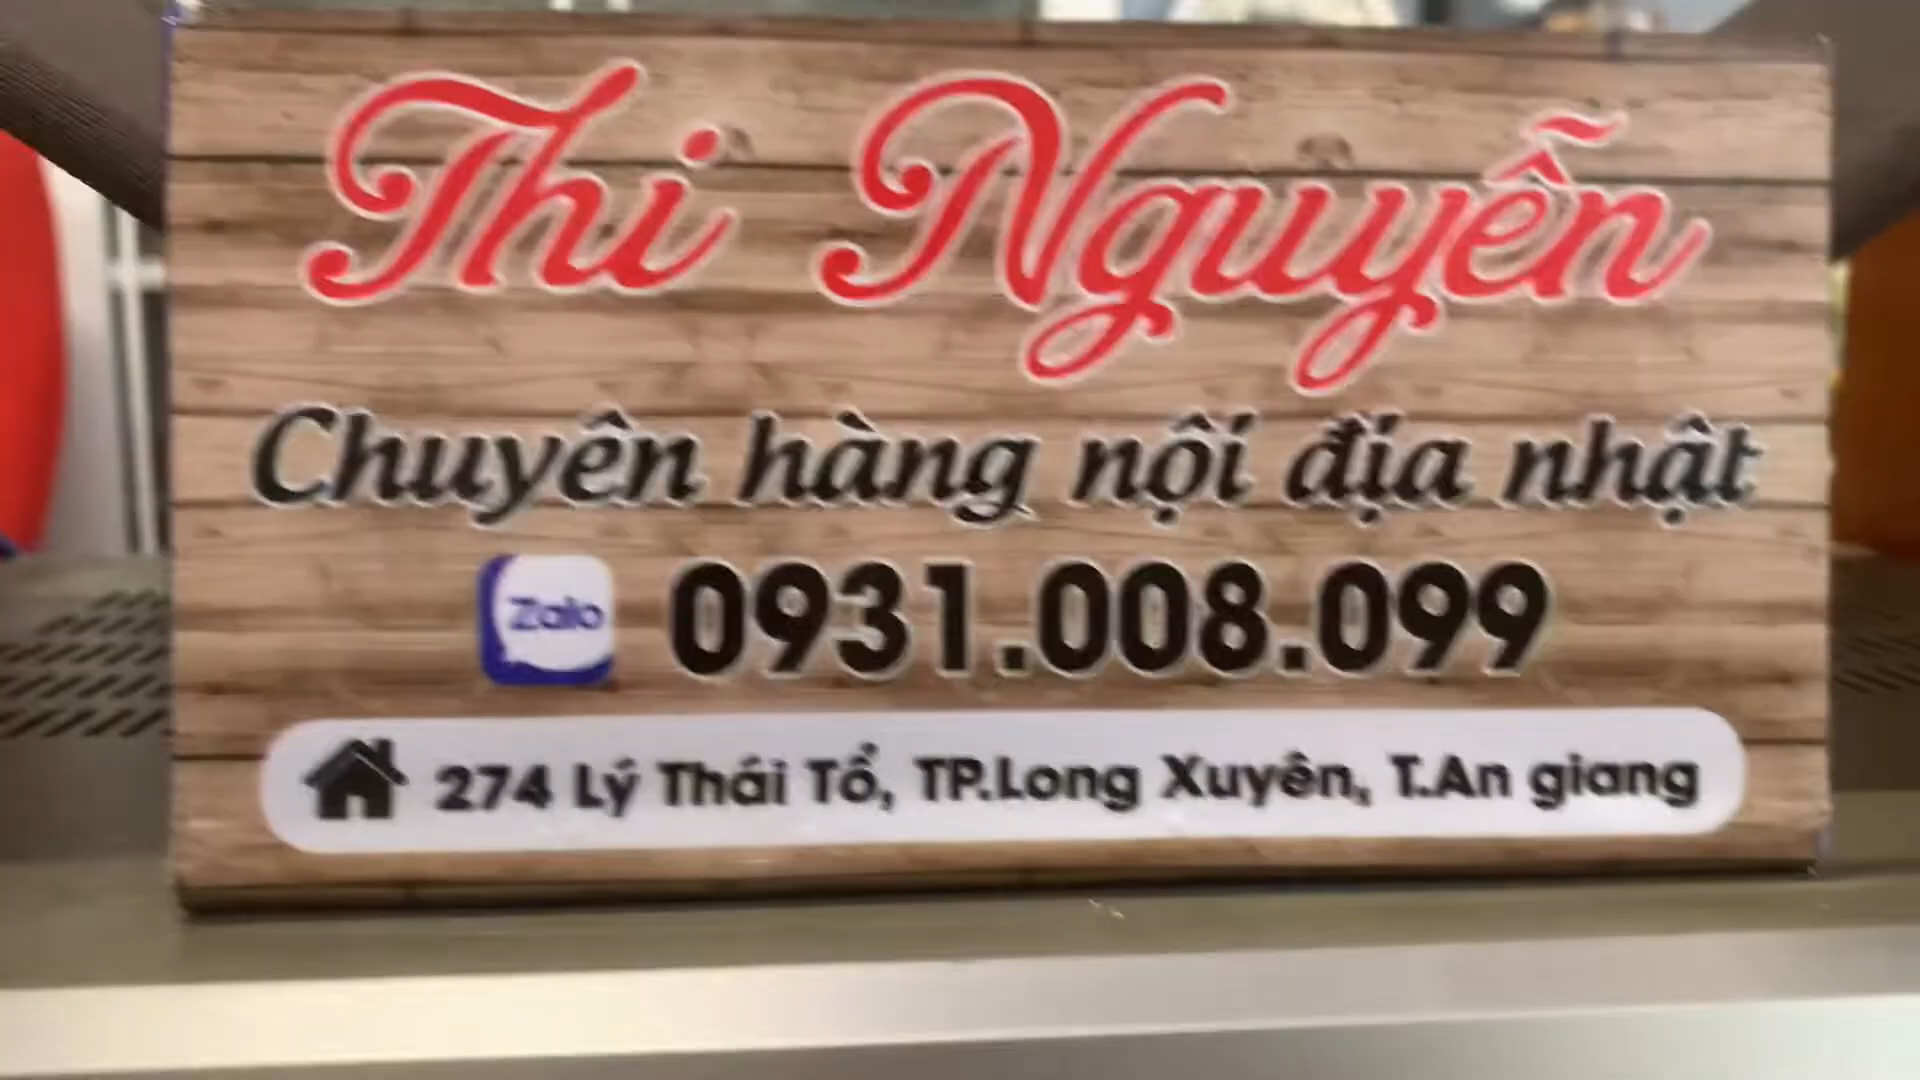 Thi Nguyễn
Chuyên hàng nội địa nhật
Zalo 0931.008.099
274 Lý Thái Tổ, TP.Long Xuyên, T.An giang